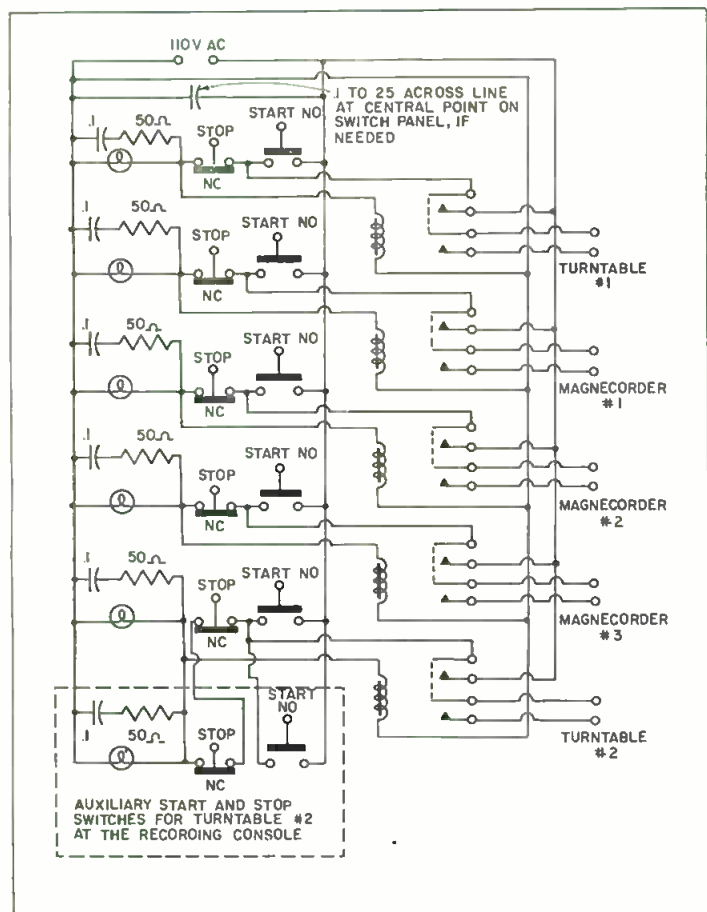 110V AC
.1 TO 25 ACROSS LINE
AT CENTRAL POINT ON
SWITCH PANEL, IF
NEEDED
.1
50Ω
STOP
START NO
NC
TURNTABLE
#1
.1
50Ω
STOP
START NO
NC
MAGNECORDER
#1
.1
50Ω
STOP
START NO
NC
MAGNECORDER
#2
.1
50Ω
STOP
START NO
NC
MAGNECORDER
#3
.1
50Ω
STOP
START NO
NC
TURNTABLE
#2
.1
50Ω
STOP
START
NO
NC
AUXILIARY START AND STOP
SWITCHES FOR TURNTABLE #2
AT THE RECORDING CONSOLE